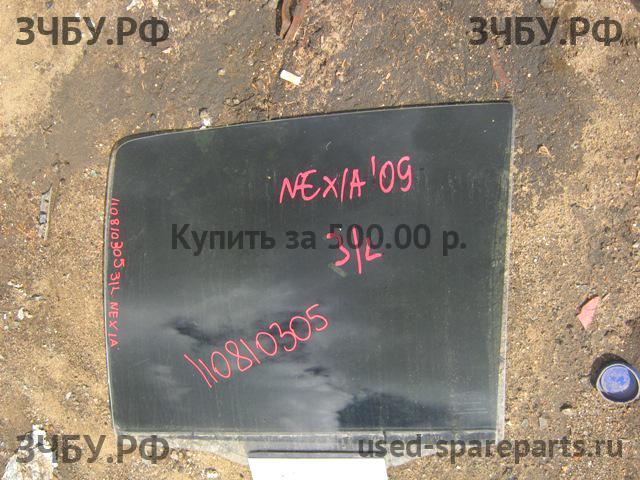 ЗЧБУ.РФ
ЗЧБУ.РФ
NEXIA '09
Купить за 500.00 р.
З/L
110810305 З/L NEXIA
110810305
ЗЧБУ.РФ
used-spareparts.ru